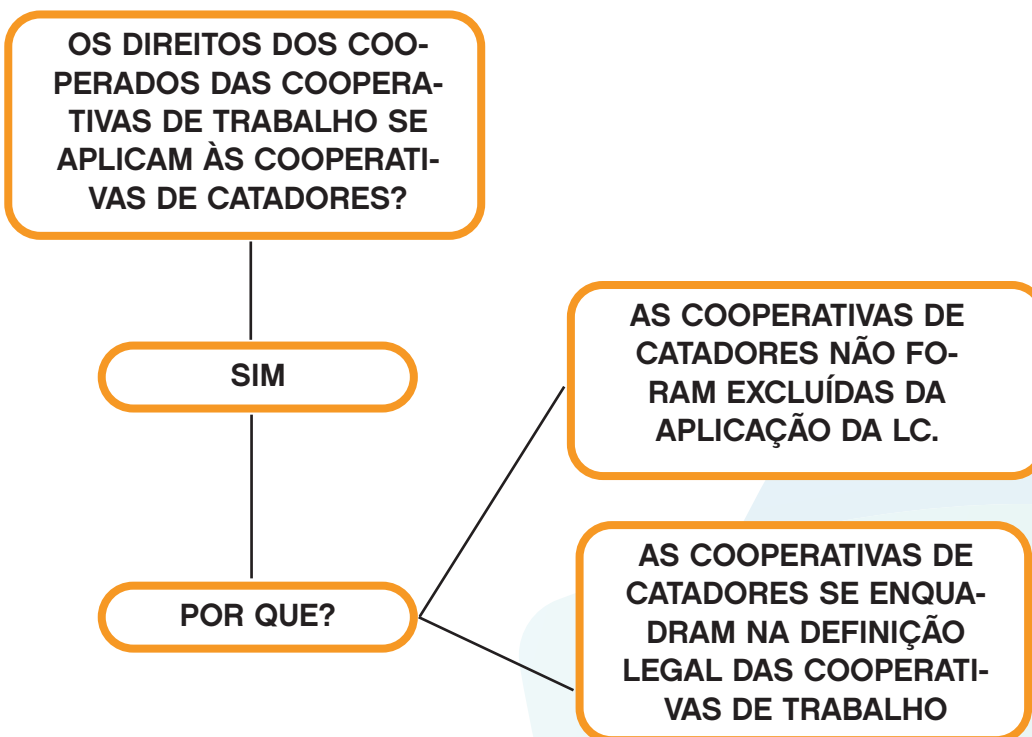 OS DIREITOS DOS COO-
PERADOS DAS COOPERA-
TIVAS DE TRABALHO SE
APLICAM ÀS COOPERATI-
VAS DE CATADORES?
SIM
POR QUE?
AS COOPERATIVAS DE
CATADORES NÃO FO-
RAM EXCLUÍDAS DA
APLICAÇÃO DA LC.
AS COOPERATIVAS DE
CATADORES SE ENQUA-
DRAM NA DEFINIÇÃO
LEGAL DAS COOPERATI-
VAS DE TRABALHO